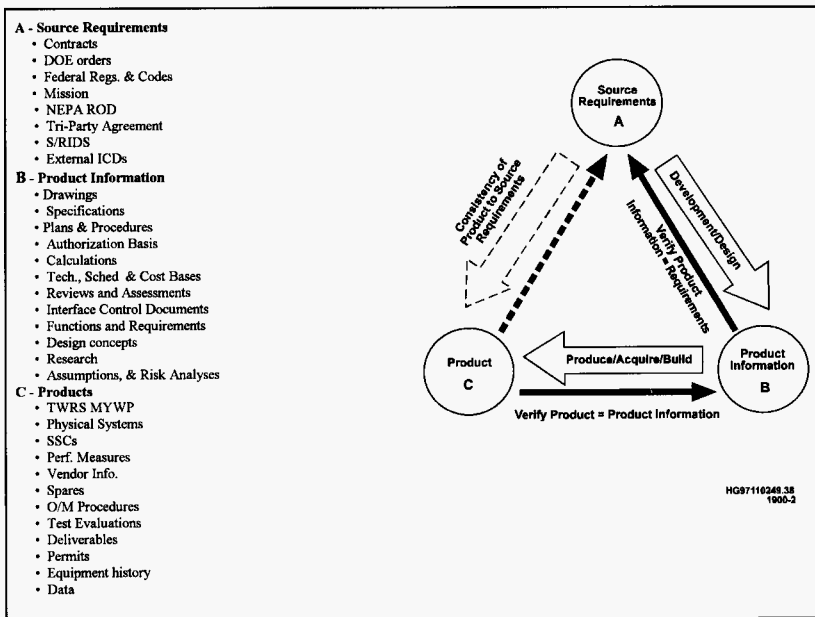 A - Source Requirements
• Contracts
• DOE orders
• Federal Regs. & Codes
• Mission
• NEPA ROD
• Tri-Party Agreement
• S/RIDS
• External ICDs
B - Product Information
• Drawings
• Specifications
• Plans & Procedures
• Authorization Basis
• Calculations
• Tech., Sched & Cost Bases
• Reviews and Assessments
• Interface Control Documents
• Functions and Requirements
• Design concepts
• Research
• Assumptions, & Risk Analyses
C - Products
• TWRS MYWP
• Physical Systems
• SSCs
• Perf. Measures
• Vendor Info.
• Spares
• O/M Procedures
• Test Evaluations
• Deliverables
• Permits
• Equipment history
• Data
Source
Requirements
A
Consistency of
Product to Source
Requirements
Development/Design
Verify Product
Information = Requirements
Product
C
Produce/Acquire/Build
Product
Information
B
Verify Product = Product Information
HG97110249.38
1900-2